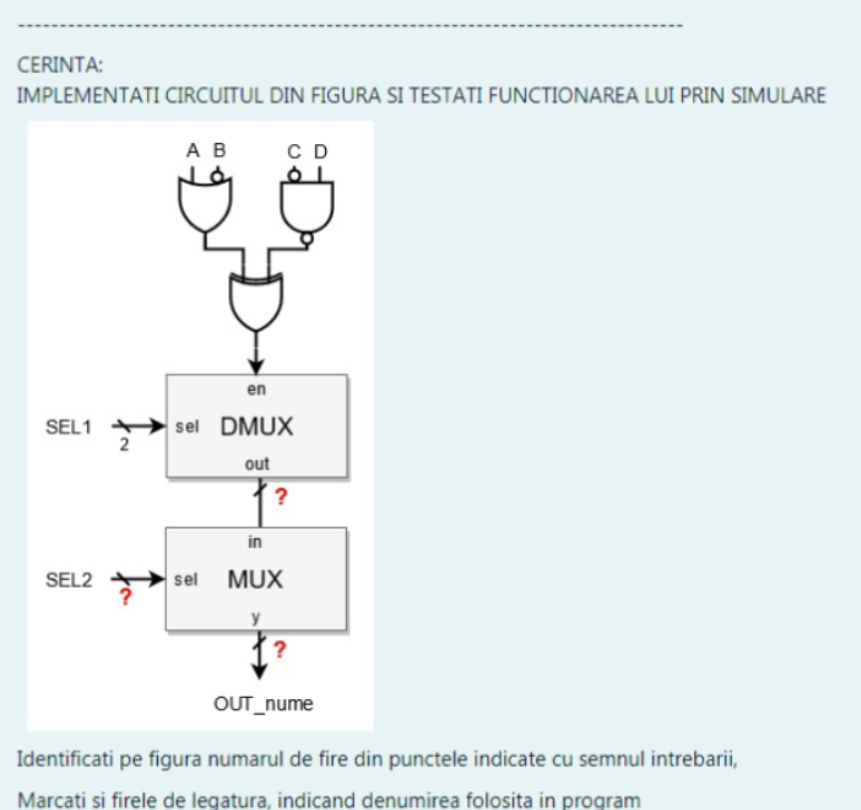 CERINTA:
IMPLEMENTATI CIRCUITUL DIN FIGURA SI TESTATI FUNCTIONAREA LUI PRIN SIMULARE
A B C D
en
SEL1 2 sel DMUX
out
?
in
SEL2 ? sel MUX
y
?
OUT_nume
Identificati pe figura numarul de fire din punctele indicate cu semnul intrebarii,
Marcati si firele de legatura, indicand denumirea folosita in program